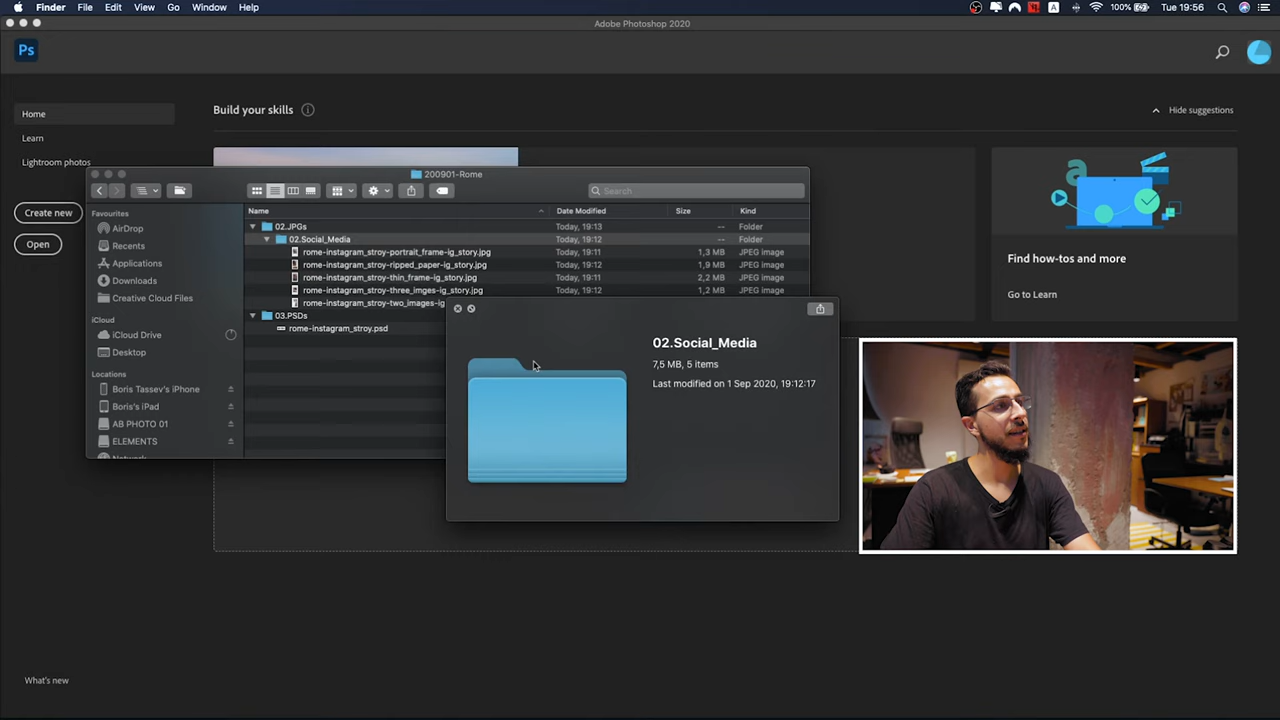 Finder File Edit View Go Window Help
A 100% Tue 19:56
Adobe Photoshop 2020
Ps
Home
Learn
Lightroom photos
Create new
Open
What's new
Build your skills
Hide suggestions
Find how-tos and more
Go to Learn
200901-Rome
Search
Favourites
AirDrop
Recents
Applications
Downloads
Creative Cloud Files
iCloud
iCloud Drive
Desktop
Locations
Boris Tassev's iPhone
Boris's iPad
AB PHOTO 01
ELEMENTS
Network
Name Date Modified Size Kind
02.JPGs Today, 19:13 -- Folder
02.Social_Media Today, 19:12 -- Folder
rome-instagram_stroy-portrait_frame-ig_story.jpg Today, 19:11 1,3 MB JPEG image
rome-instagram_stroy-ripped_paper-ig_story.jpg Today, 19:12 1,9 MB JPEG image
rome-instagram_stroy-thin_frame-ig_story.jpg Today, 19:11 2,2 MB JPEG image
rome-instagram_stroy-three_imges-ig_story.jpg Today, 19:12 1,2 MB JPEG image
rome-instagram_stroy-two_images-ig
03.PSDs
rome-instagram_stroy.psd
02.Social_Media
7,5 MB, 5 items
Last modified on 1 Sep 2020, 19:12:17